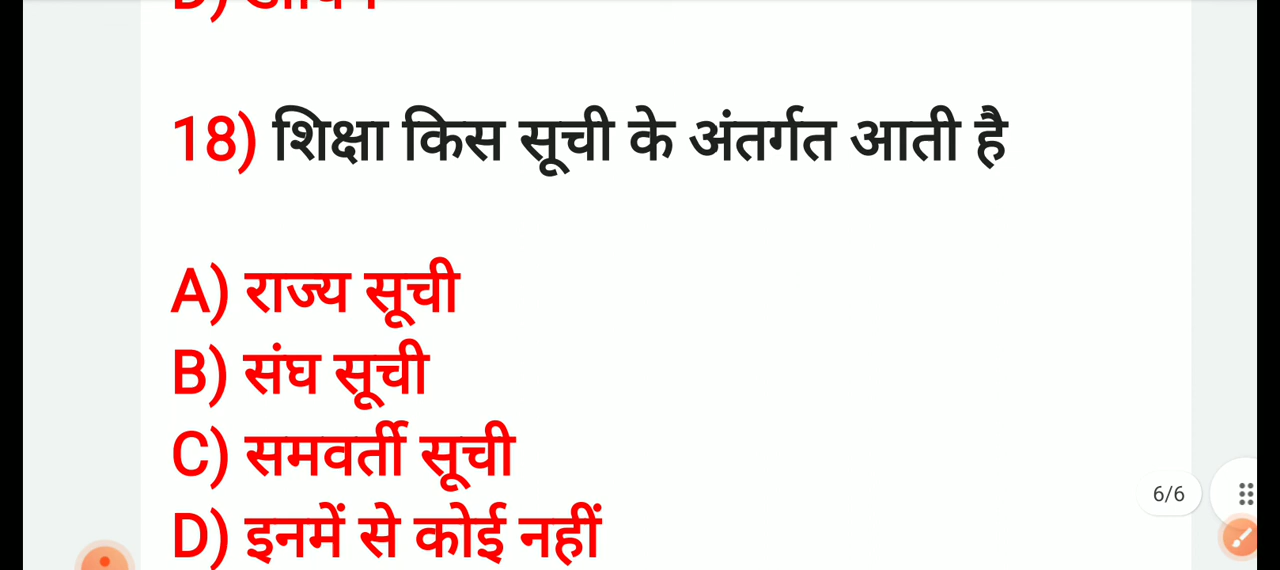 18) शिक्षा किस सूची के अंतर्गत आती है
A) राज्य सूची
B) संघ सूची
C) समवर्ती सूची
D) इनमें से कोई नहीं
6/6